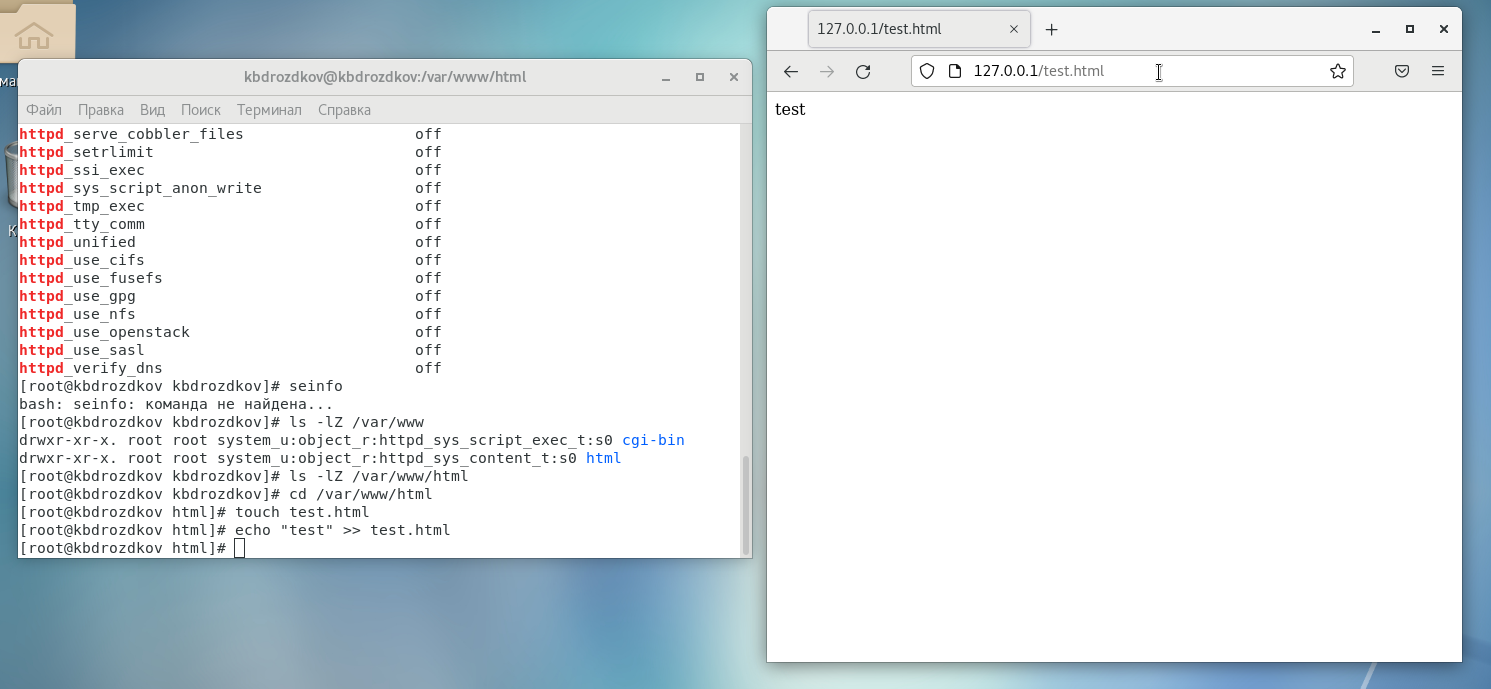 kbdrozdkov@kbdrozdkov:/var/www/html
Файл Правка Вид Поиск Терминал Справка
httpd_serve_cobbler_files off
httpd_setrlimit off
httpd_ssi_exec off
httpd_sys_script_anon_write off
httpd_tmp_exec off
httpd_tty_comm off
httpd_unified off
httpd_use_cifs off
httpd_use_fusefs off
httpd_use_gpg off
httpd_use_nfs off
httpd_use_openstack off
httpd_use_sasl off
httpd_verify_dns off
[root@kbdrozdkov kbdrozdkov]# seinfo
bash: seinfo: команда не найдена...
[root@kbdrozdkov kbdrozdkov]# ls -lZ /var/www
drwxr-xr-x. root root system_u:object_r:httpd_sys_script_exec_t:s0 cgi-bin
drwxr-xr-x. root root system_u:object_r:httpd_sys_content_t:s0 html
[root@kbdrozdkov kbdrozdkov]# ls -lZ /var/www/html
[root@kbdrozdkov kbdrozdkov]# cd /var/www/html
[root@kbdrozdkov html]# touch test.html
[root@kbdrozdkov html]# echo "test" >> test.html
[root@kbdrozdkov html]#
127.0.0.1/test.html
127.0.0.1/test.html
test